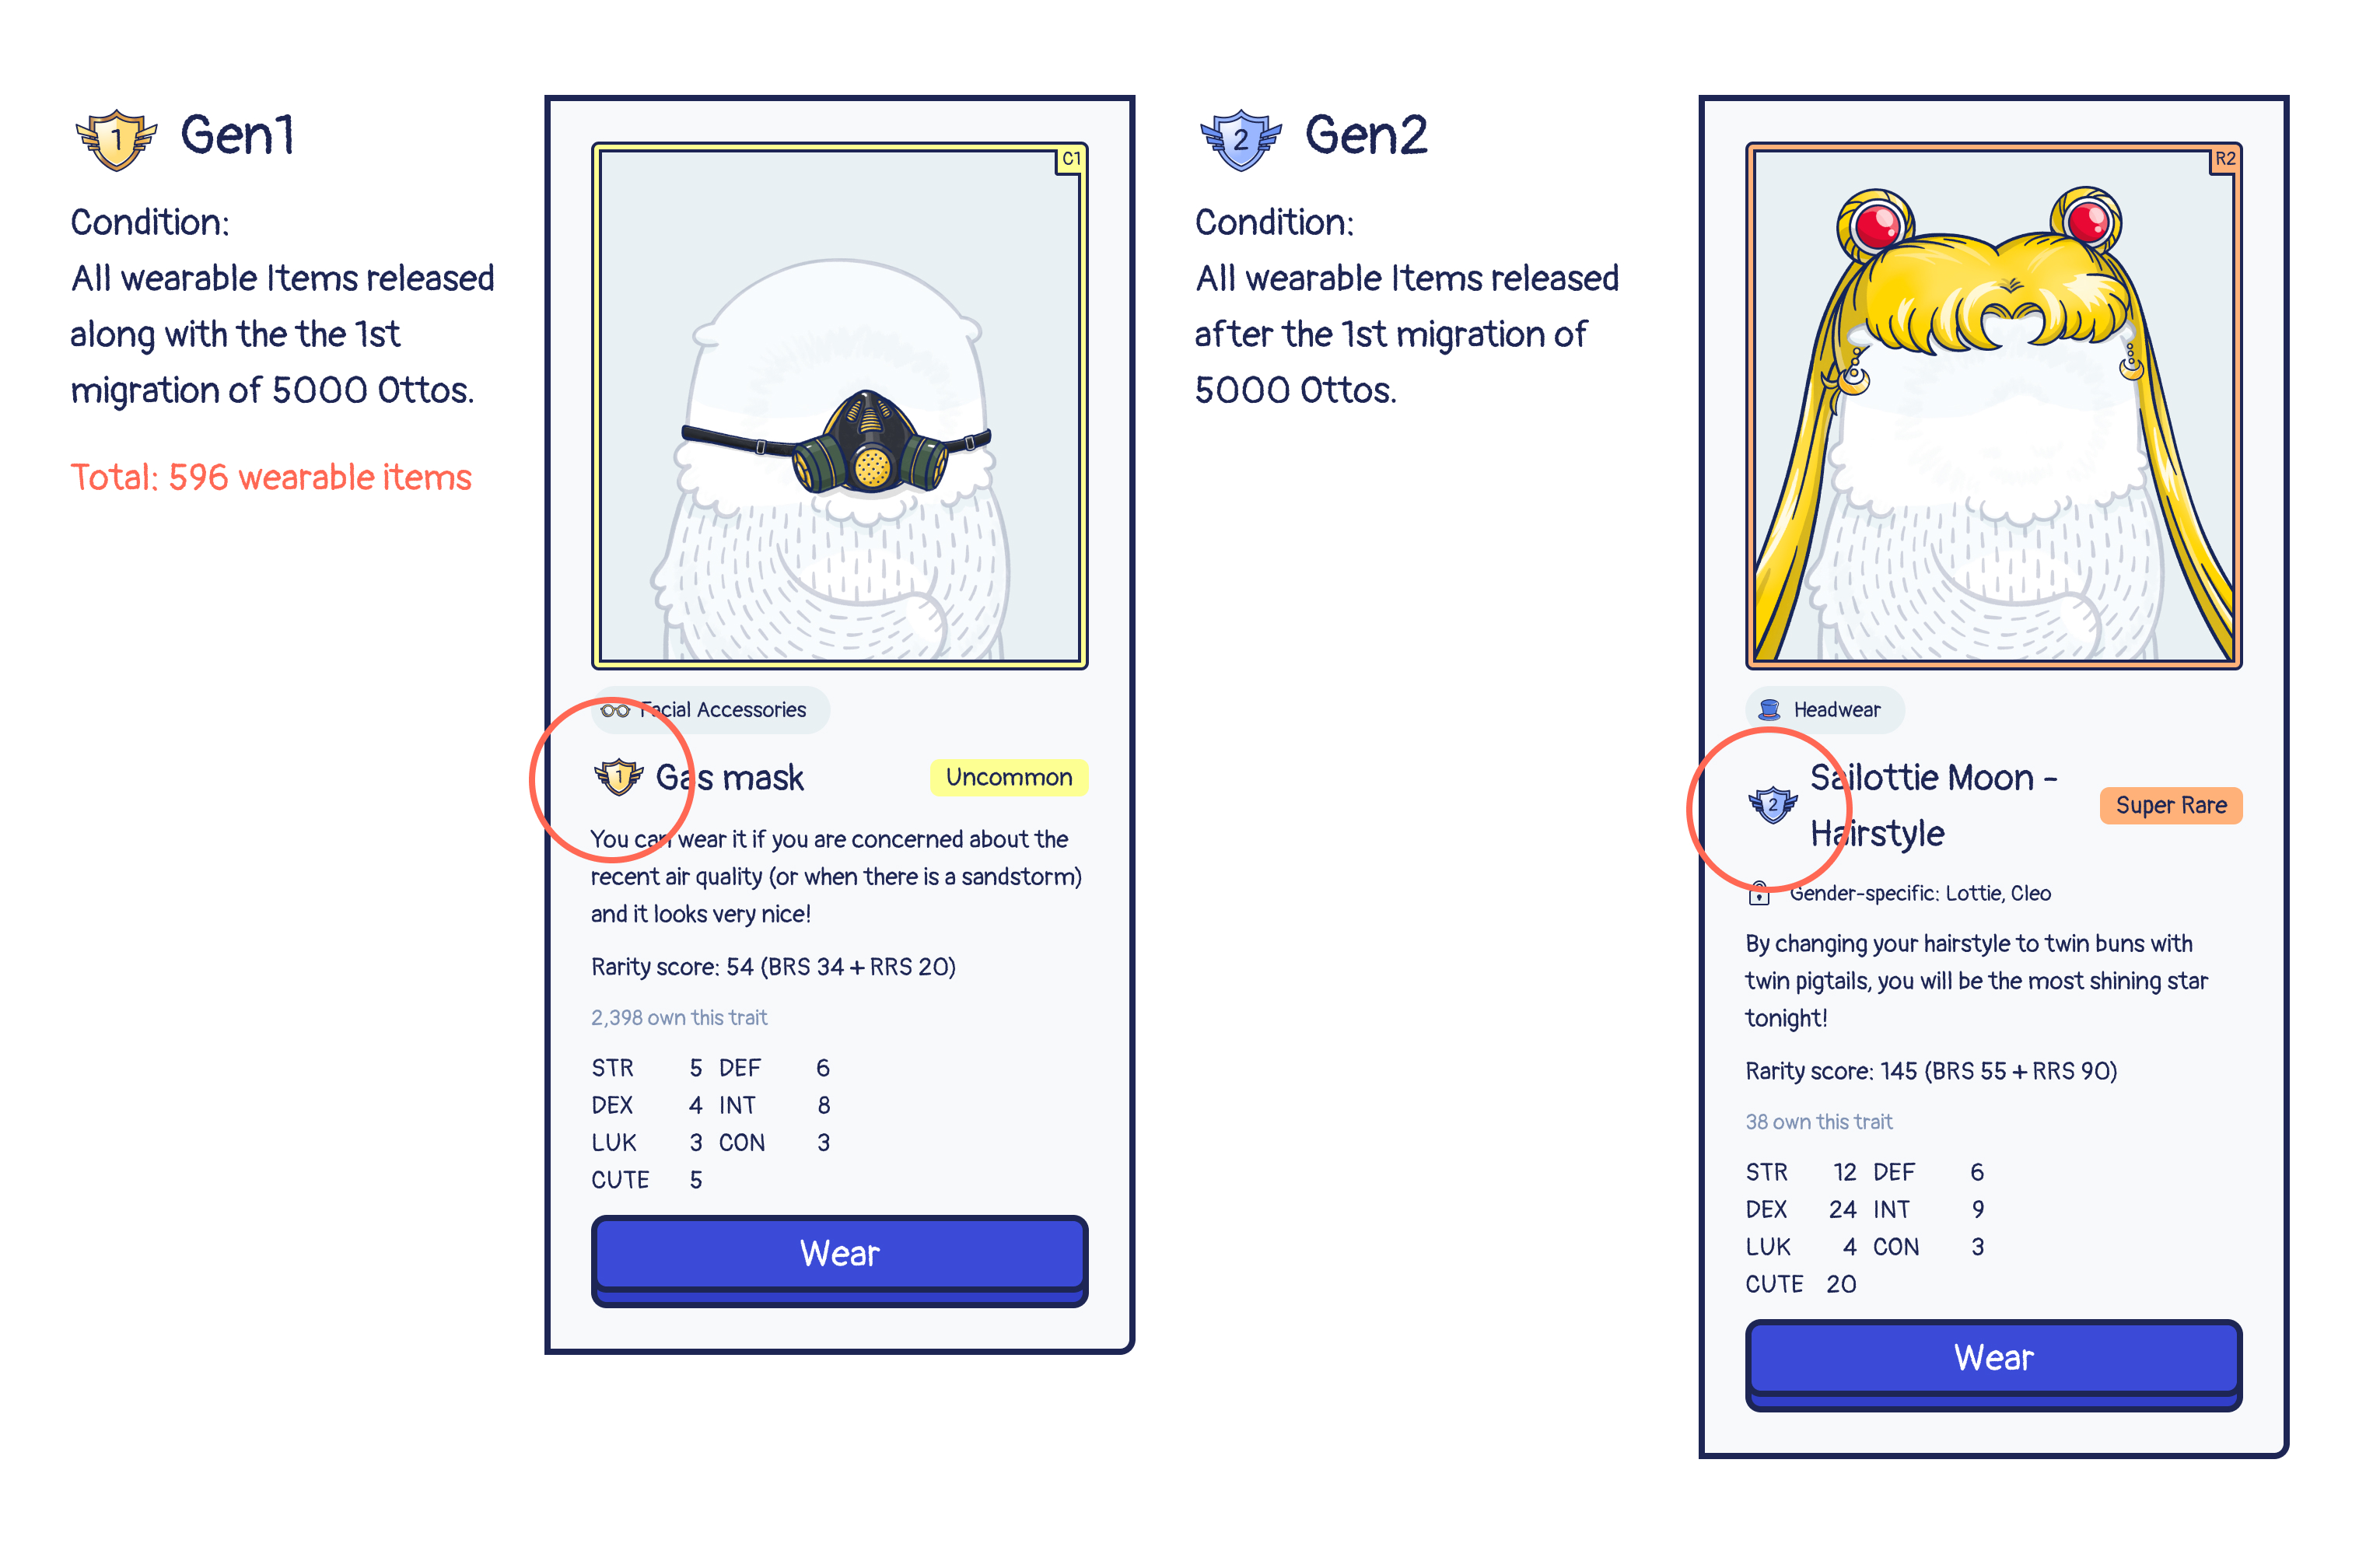 1 Gen1
Condition:
All wearable Items released
along with the the 1st
migration of 5000 Ottos.
Total: 596 wearable items
C1
Facial Accessories
1 Gas mask Uncommon
You can wear it if you are concerned about the
recent air quality (or when there is a sandstorm)
and it looks very nice!
Rarity score: 54 (BRS 34 + RRS 20)
2,398 own this trait
STR 5 DEF 6
DEX 4 INT 8
LUK 3 CON 3
CUTE 5
Wear
2 Gen2
Condition:
All wearable Items released
after the 1st migration of
5000 Ottos.
R2
Headwear
2 Sailottie Moon -
Hairstyle
Super Rare
Gender-specific: Lottie, Cleo
By changing your hairstyle to twin buns with
twin pigtails, you will be the most shining star
tonight!
Rarity score: 145 (BRS 55 + RRS 90)
38 own this trait
STR 12 DEF 6
DEX 24 INT 9
LUK 4 CON 3
CUTE 20
Wear